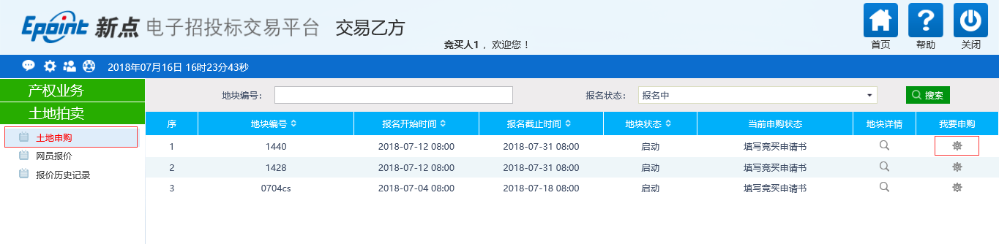 Epoint 新点 电子招投标交易平台 交易乙方
竞买人1 ，欢迎您！
首页 帮助 关闭
2018年07月16日 16时23分43秒
产权业务
土地拍卖
土地申购
网员报价
报价历史记录
地块编号： 报名状态： 报名中 搜索
序 地块编号 报名开始时间 报名截止时间 地块状态 当前申购状态 地块详情 我要申购
1 1440 2018-07-12 08:00 2018-07-31 08:00 启动 填写竞买申请书
2 1428 2018-07-12 08:00 2018-07-31 08:00 启动 填写竞买申请书
3 0704cs 2018-07-04 08:00 2018-07-18 08:00 启动 填写竞买申请书